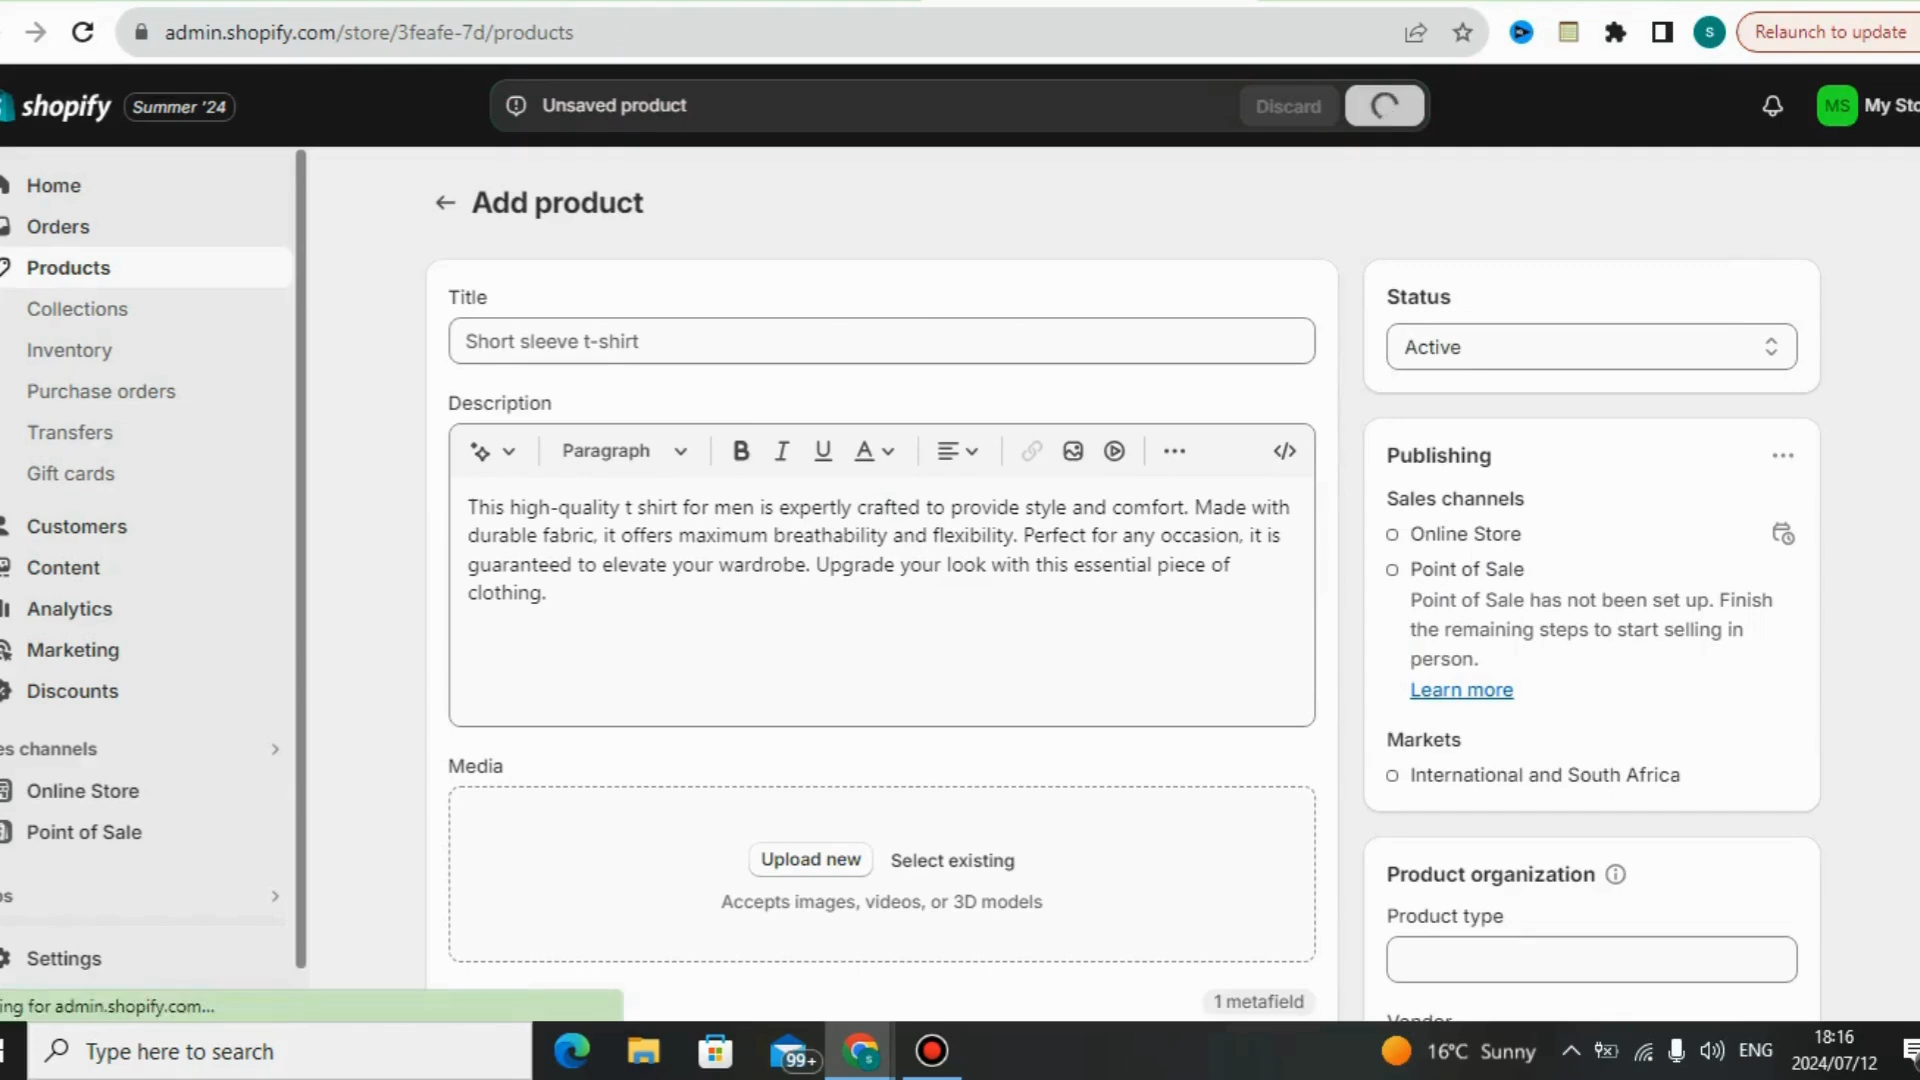 admin.shopify.com/store/3feafe-7d/products
S
Relaunch to update
shopify
Summer '24
Unsaved product
Discard
MS
My Sto
Home
Orders
Products
Collections
Inventory
Purchase orders
Transfers
Gift cards
Customers
Content
Analytics
Marketing
Discounts
es channels
Online Store
Point of Sale
Settings
ing for admin.shopify.com...
Add product
Title
Short sleeve t-shirt
Description
Paragraph
B I U A
This high-quality t shirt for men is expertly crafted to provide style and comfort. Made with
durable fabric, it offers maximum breathability and flexibility. Perfect for any occasion, it is
guaranteed to elevate your wardrobe. Upgrade your look with this essential piece of
clothing.
Media
Upload new Select existing
Accepts images, videos, or 3D models
1 metafield
Status
Active
Publishing
Sales channels
Online Store
Point of Sale
Point of Sale has not been set up. Finish
the remaining steps to start selling in
person.
Learn more
Markets
International and South Africa
Product organization
Product type
Vendor
Type here to search
99+
16°C Sunny
ENG
18:16
2024/07/12